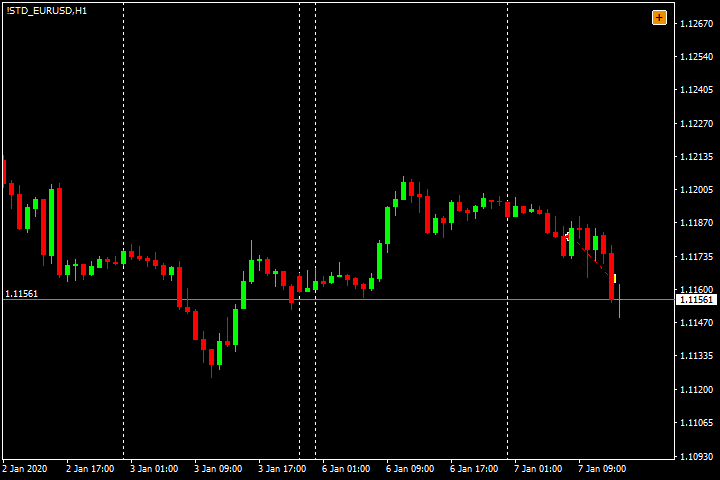 !STD_EURUSD,H1
1.12670
1.12540
1.12405
1.12270
1.12135
1.12005
1.11870
1.11735
1.11600
1.11561
1.11561
1.11470
1.11335
1.11200
1.11065
1.10930
2 Jan 2020
2 Jan 17:00
3 Jan 01:00
3 Jan 09:00
3 Jan 17:00
6 Jan 01:00
6 Jan 09:00
6 Jan 17:00
7 Jan 01:00
7 Jan 09:00